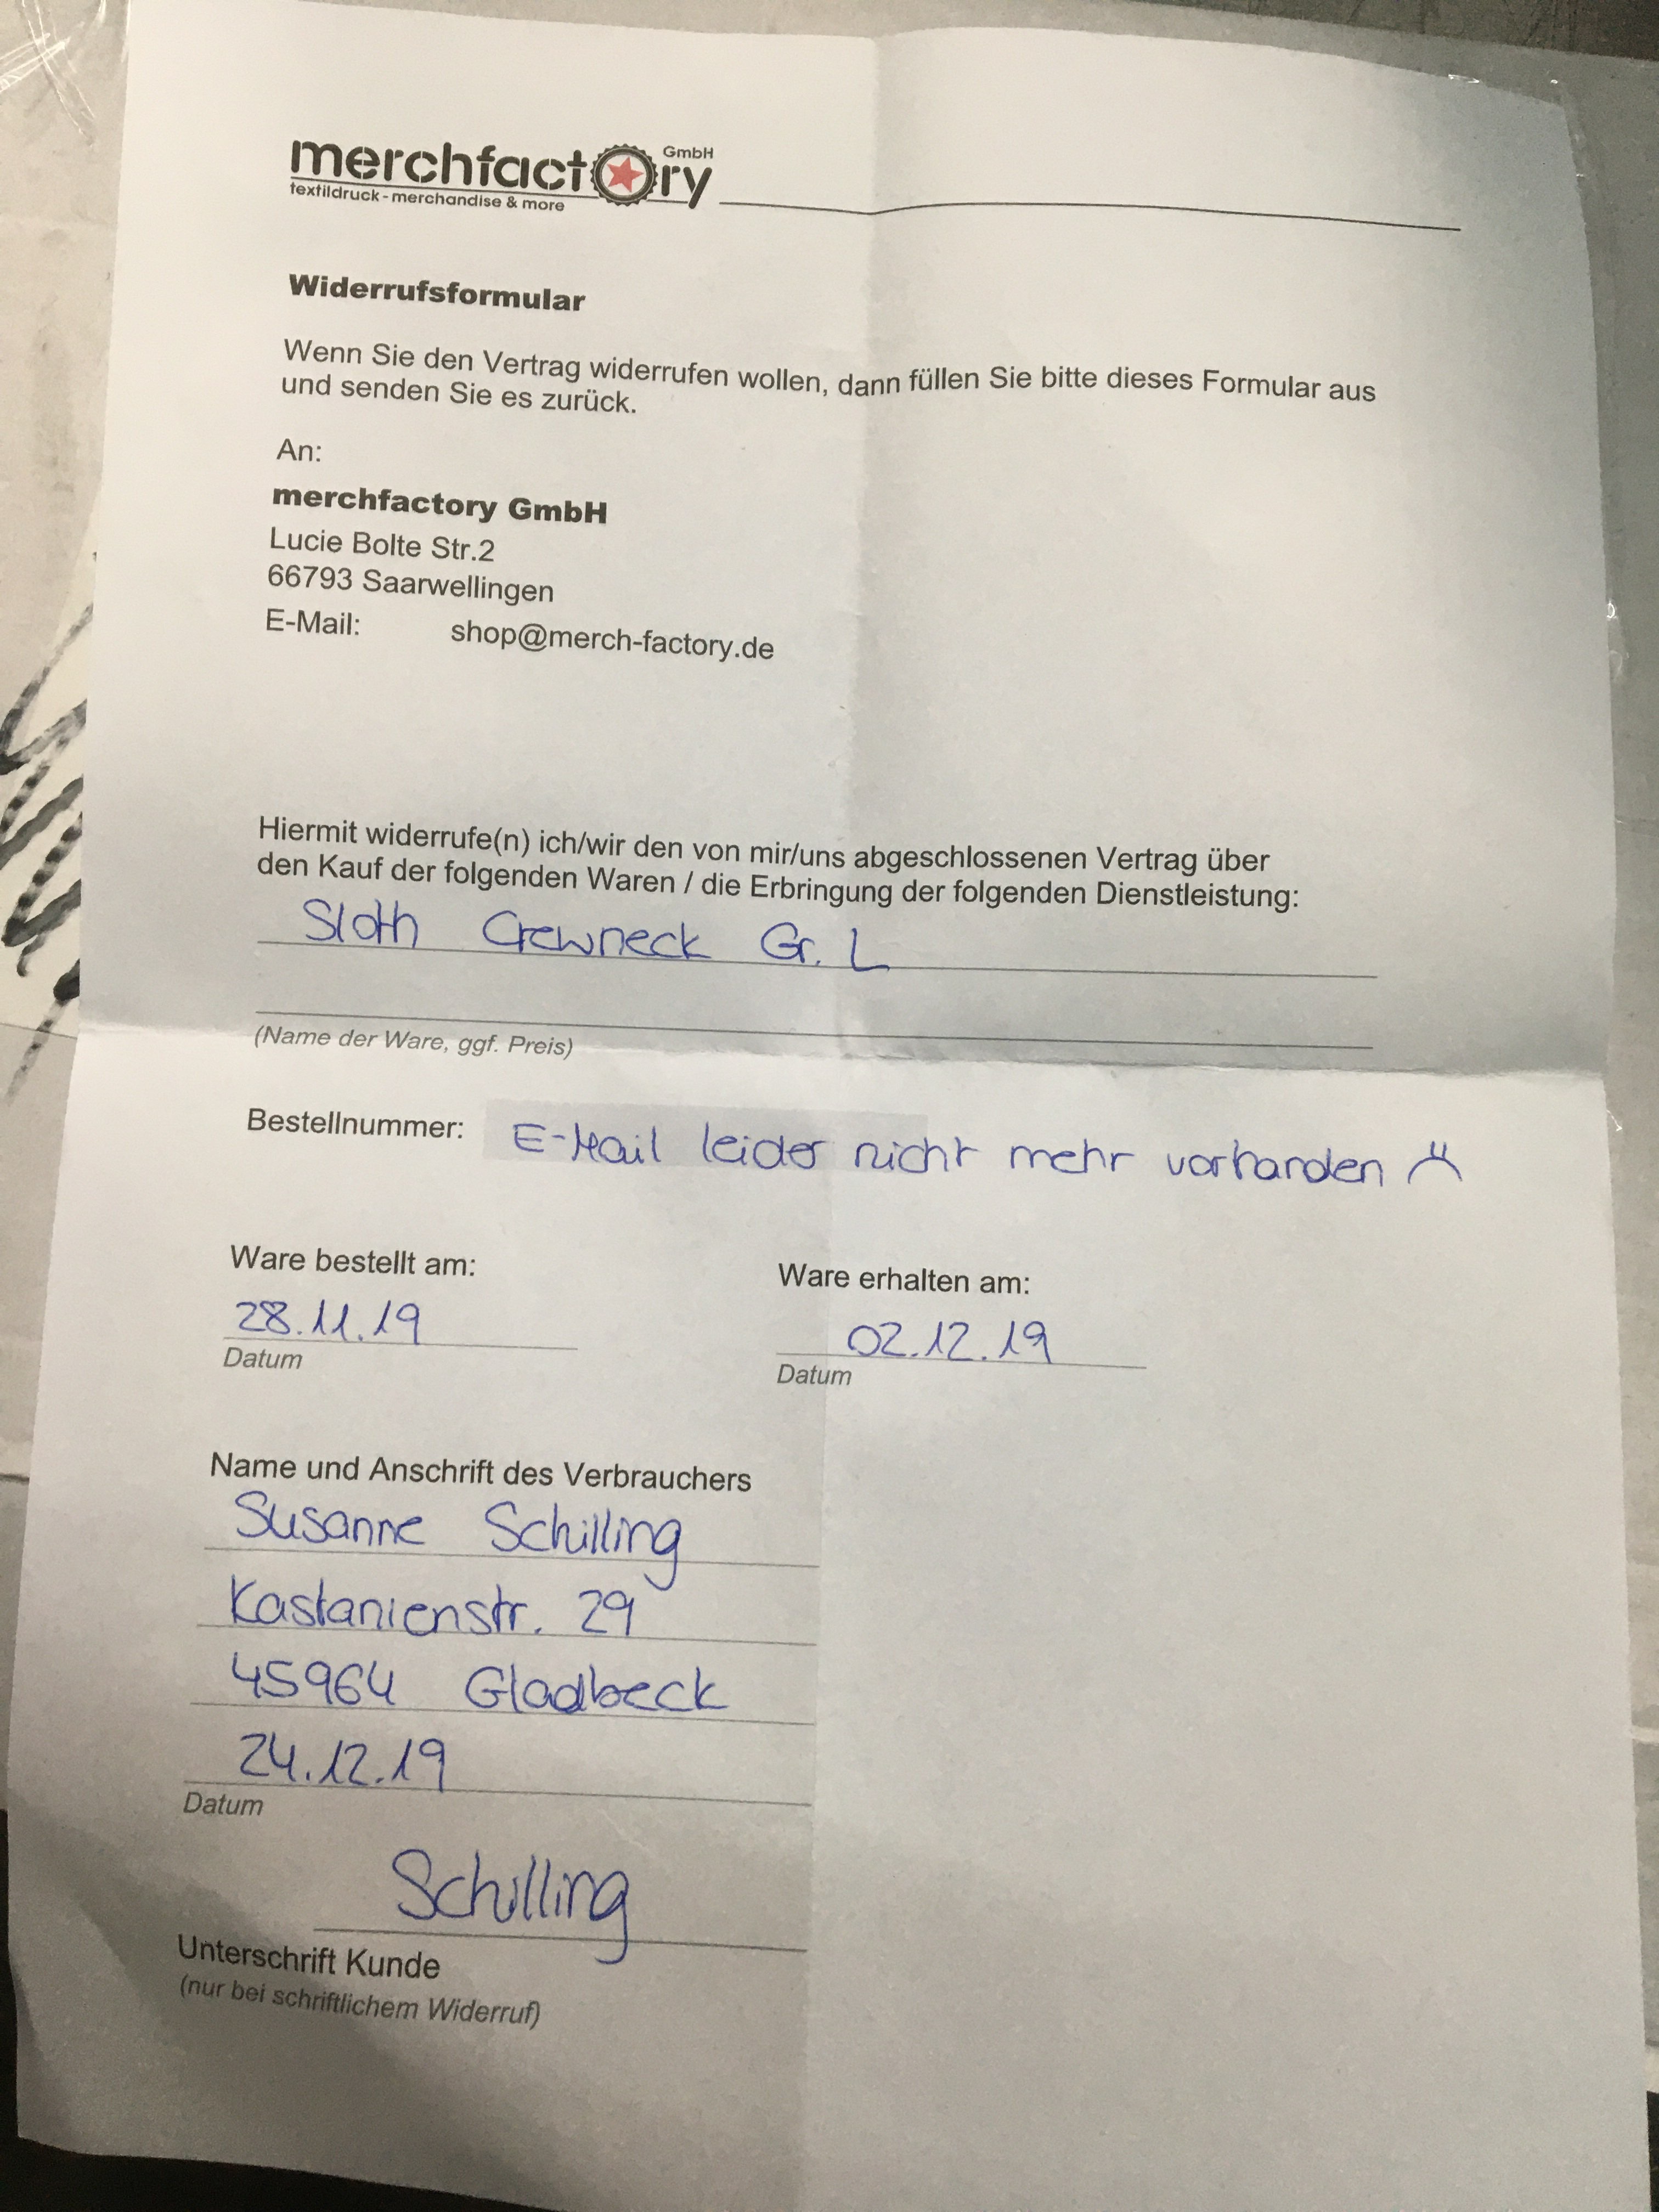 merchfactory GmbH
textildruck - merchandise & more
Widerrufsformular
Wenn Sie den Vertrag widerrufen wollen, dann füllen Sie bitte dieses Formular aus
und senden Sie es zurück.
An:
merchfactory GmbH
Lucie Bolte Str.2
66793 Saarwellingen
E-Mail: shop@merch-factory.de
Hiermit widerrufe(n) ich/wir den von mir/uns abgeschlossenen Vertrag über
den Kauf der folgenden Waren / die Erbringung der folgenden Dienstleistung:
Sloth Crewneck Gr. L
(Name der Ware, ggf. Preis)
Bestellnummer: E-Mail leider nicht mehr vorhanden
Ware bestellt am: Ware erhalten am:
28.11.19 02.12.19
Datum Datum
Name und Anschrift des Verbrauchers
Susanne Schilling
Kastanienstr. 29
45964 Gladbeck
24.12.19
Datum
Schilling
Unterschrift Kunde
(nur bei schriftlichem Widerruf)